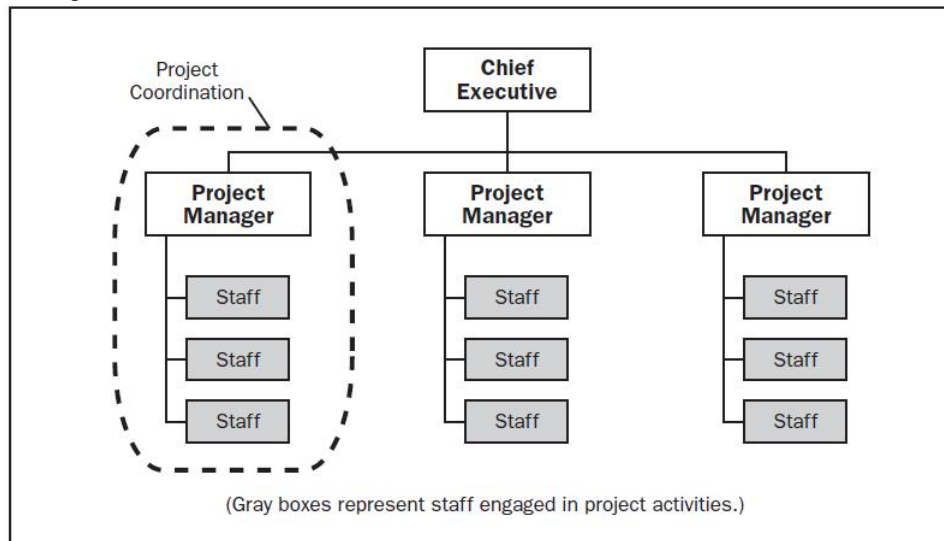 Project
Coordination
Chief
Executive
Project
Manager
Project
Manager
Project
Manager
Staff
Staff
Staff
Staff
Staff
Staff
Staff
Staff
Staff
(Gray boxes represent staff engaged in project activities.)